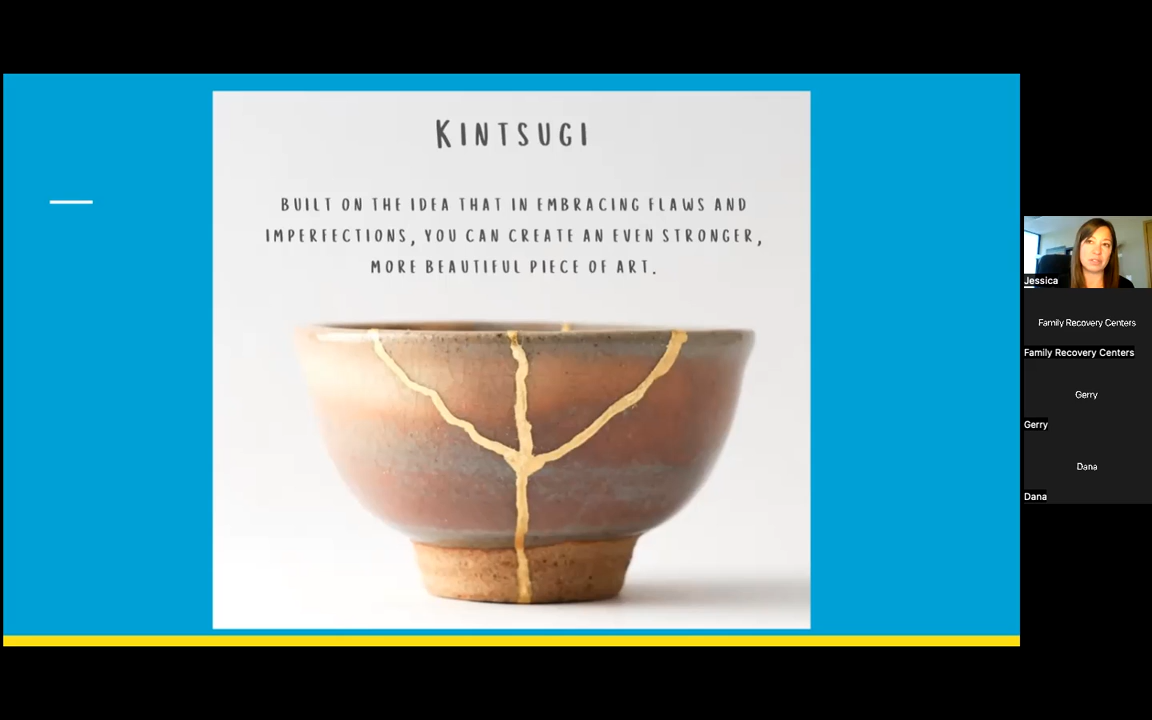 KINTSUGI
BUILT ON THE IDEA THAT IN EMBRACING FLAWS AND
IMPERFECTIONS, YOU CAN CREATE AN EVEN STRONGER,
MORE BEAUTIFUL PIECE OF ART.
Jessica
Family Recovery Centers
Family Recovery Centers
Gerry
Gerry
Dana
Dana